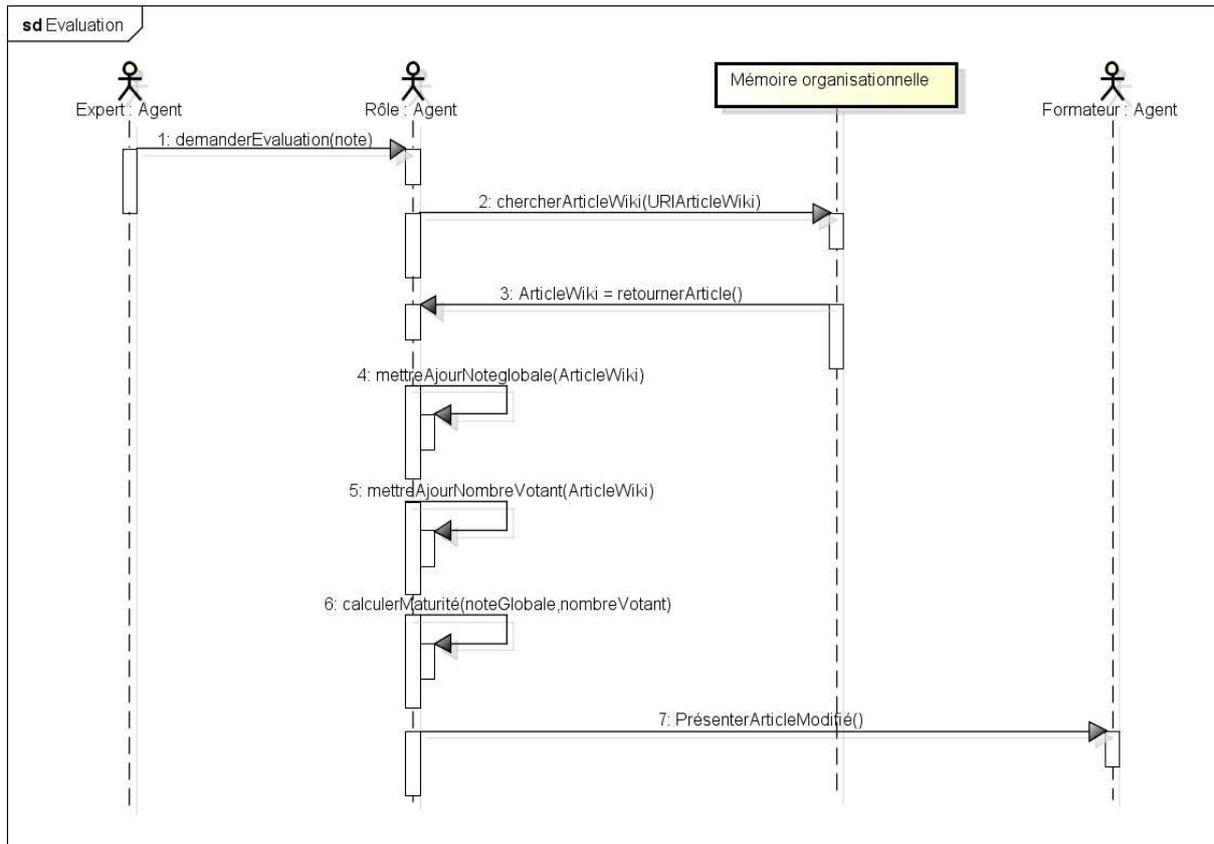 sd Evaluation
Expert : Agent
Rôle : Agent
Mémoire organisationnelle
Formateur : Agent
1: demanderEvaluation(note)
2: chercherArticleWiki(URIArticleWiki)
3: ArticleWiki = retournerArticle()
4: mettreAjourNoteglobale(ArticleWiki)
5: mettreAjourNombreVotant(ArticleWiki)
6: calculerMaturité(noteGlobale,nombreVotant)
7: PrésenterArticleModifié()